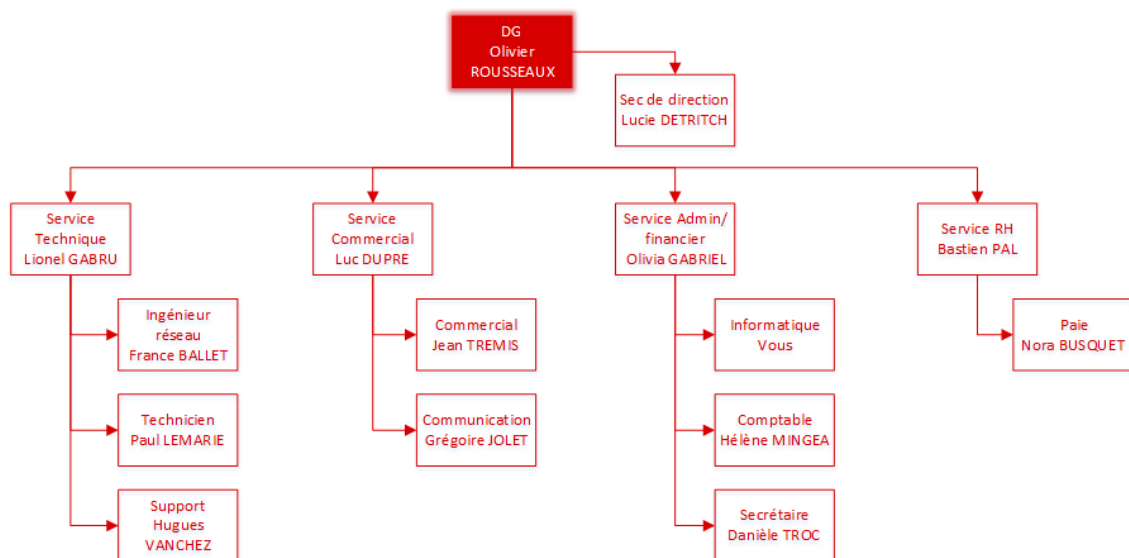 DG
Olivier
ROUSSEAUX
Sec de direction
Lucie DETRITCH
Service
Technique
Lionel GABRU
Service
Commercial
Luc DUPRE
Service Admin/
financier
Olivia GABRIEL
Service RH
Bastien PAL
Ingénieur
réseau
France BALLET
Commercial
Jean TREMIS
Informatique
Vous
Paie
Nora BUSQUET
Technicien
Paul LEMARIE
Communication
Grégoire JOLET
Comptable
Hélène MINGEA
Support
Hugues
VANCHEZ
Secrétaire
Danièle TROC